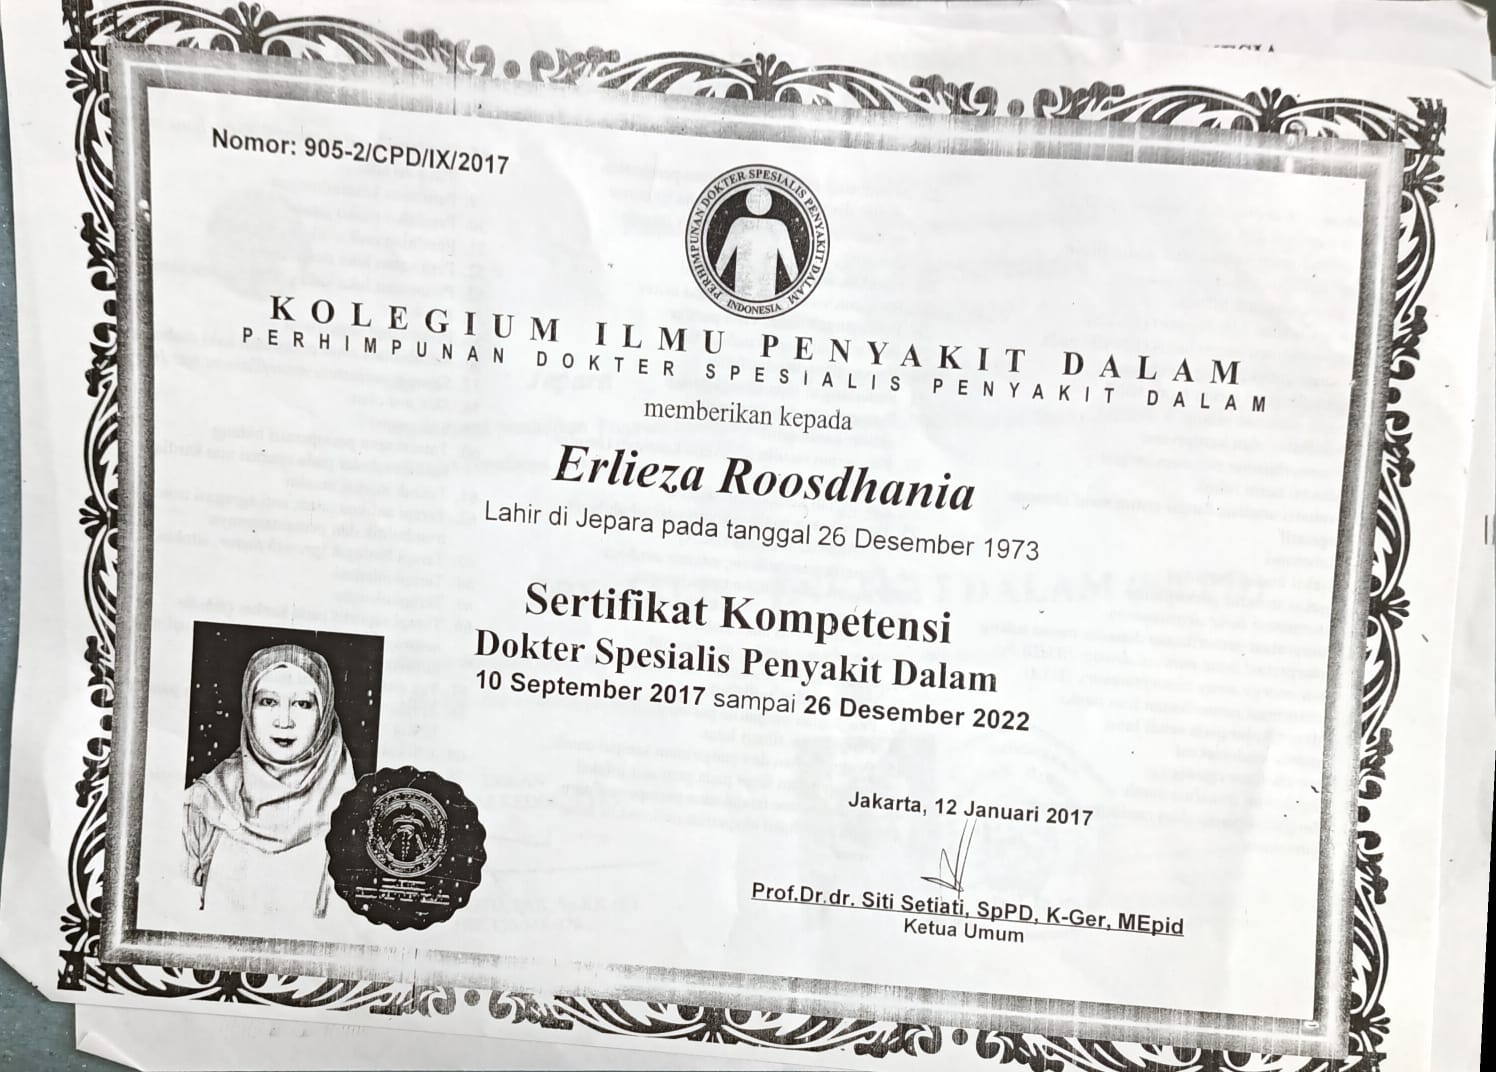 Nomor: 905-2/CPD/IX/2017
PERHIMPUNAN DOKTER SPESIALIS PENYAKIT DALAM
INDONESIA
KOLEGIUM ILMU PENYAKIT DALAM
PERHIMPUNAN DOKTER SPESIALIS PENYAKIT DALAM
memberikan kepada
Erlieza Roosdhania
Lahir di Jepara pada tanggal 26 Desember 1973
Sertifikat Kompetensi
Dokter Spesialis Penyakit Dalam
10 September 2017 sampai 26 Desember 2022
Jakarta, 12 Januari 2017
Prof.Dr.dr. Siti Setiati, SpPD, K-Ger, MEpid
Ketua Umum